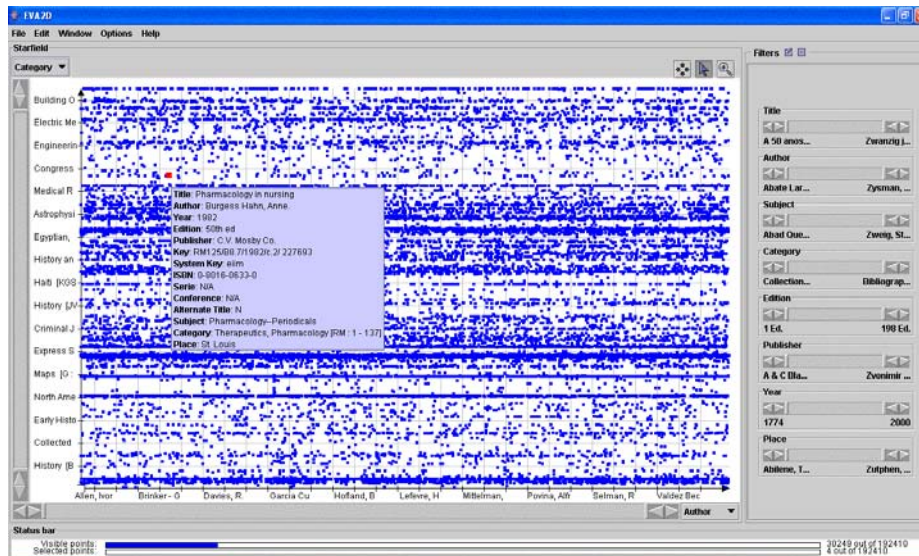 EVA2D
File Edit Window Options Help
Starfield
Category
Building O
Electric Me
Engineerin
Congress
Medical R
Astrophysi
Egyptian,
History an
Haiti [KGS
History [JV
Criminal J
Express S
Maps [G :
North Ame
Early Histo
Collected
History [B
Title: Pharmacology in nursing
Author: Burgess Hahn, Anne.
Year: 1982
Edition: 50th ed
Publisher: C.V. Mosby Co.
Key: RM125/B8.7/1982/c.2/ 227693
System Key: eiim
ISBN: 0-8016-0633-0
Serie: N/A
Conference: N/A
Alternate Title: N
Subject: Pharmacology--Periodicals
Category: Therapeutics, Pharmacology [RM : 1 - 137]
Place: St. Louis
Allen, Ivor Brinker - G Davies, R. Garcia Cu Hofland, B Lefevre, H Mittelman, Povina, Alfr Selman, R Valdez Bec
Author
Filters
Title
A 50 anos... Zwanzig j...
Author
Abate Lar... Zysman, ...
Subject
Abad Que... Zweig, St...
Category
Collection... Bibliograp...
Edition
1 Ed. 198 Ed.
Publisher
A & C Bla... Zvonimir ...
Year
1774 2000
Place
Abilene, T... Zutphen, ...
Status bar
Visible points: 30249 out of 192410
Selected points: 4 out of 192410